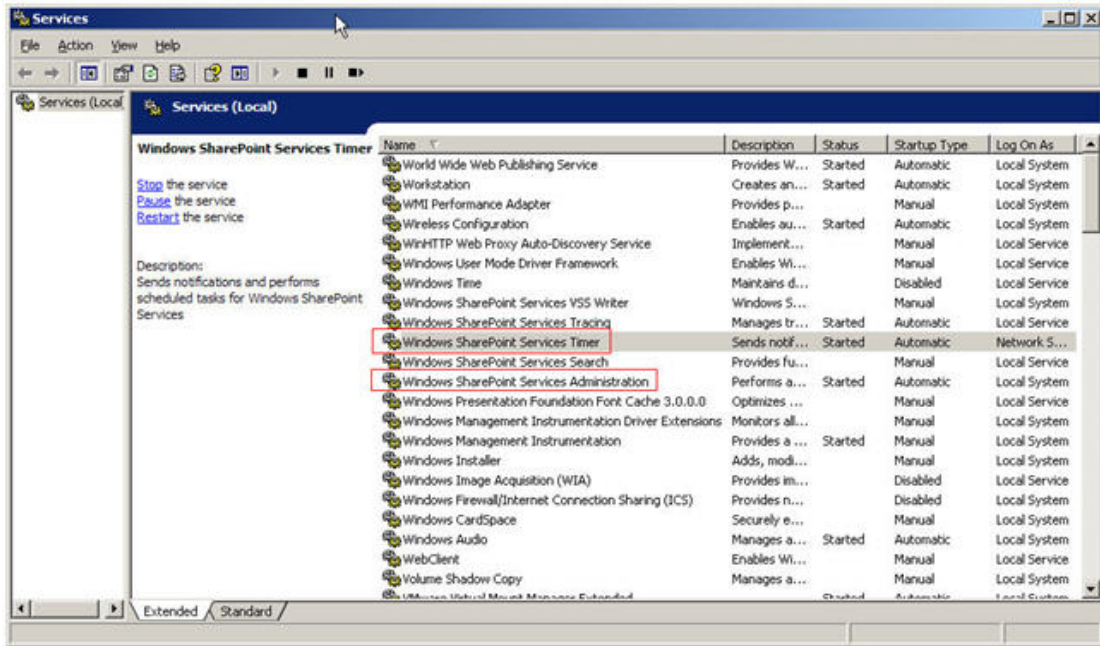 Services
File Action View Help
Services (Local
Services (Local)
Windows SharePoint Services Timer
Stop the service
Pause the service
Restart the service
Description:
Sends notifications and performs
scheduled tasks for Windows SharePoint
Services
Name Description Status Startup Type Log On As
World Wide Web Publishing Service Provides W... Started Automatic Local System
Workstation Creates an... Started Automatic Local System
WMI Performance Adapter Provides p... Manual Local System
Wireless Configuration Enables au... Started Automatic Local System
WinHTTP Web Proxy Auto-Discovery Service Implement... Manual Local Service
Windows User Mode Driver Framework Enables Wi... Manual Local Service
Windows Time Maintains d... Disabled Local Service
Windows SharePoint Services VSS Writer Windows S... Manual Local System
Windows SharePoint Services Tracing Manages tr... Started Automatic Local Service
Windows SharePoint Services Timer Sends notif... Started Automatic Network S...
Windows SharePoint Services Search Provides fu... Manual Local Service
Windows SharePoint Services Administration Performs a... Started Automatic Local System
Windows Presentation Foundation Font Cache 3.0.0.0 Optimizes ... Manual Local Service
Windows Management Instrumentation Driver Extensions Monitors all... Manual Local System
Windows Management Instrumentation Provides a ... Started Automatic Local System
Windows Installer Adds, modi... Manual Local System
Windows Image Acquisition (WIA) Provides im... Disabled Local Service
Windows Firewall/Internet Connection Sharing (ICS) Provides n... Disabled Local System
Windows CardSpace Securely e... Manual Local System
Windows Audio Manages a... Started Automatic Local System
WebClient Enables Wi... Manual Local Service
Volume Shadow Copy Manages a... Manual Local System
VMware Virtual Mount Manager Extended Started Automatic Local System
Extended Standard